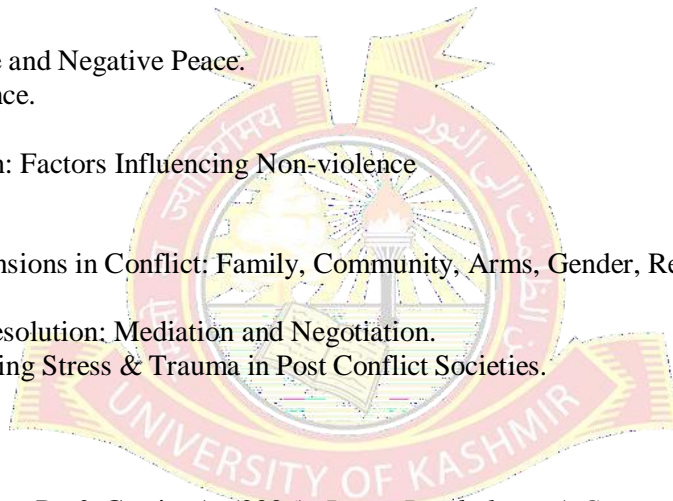 e and Negative Peace.
nce.
n: Factors Influencing Non-violence
nsions in Conflict: Family, Community, Arms, Gender, Re
esolution: Mediation and Negotiation.
ing Stress & Trauma in Post Conflict Societies.
UNIVERSITY OF KASHMIR